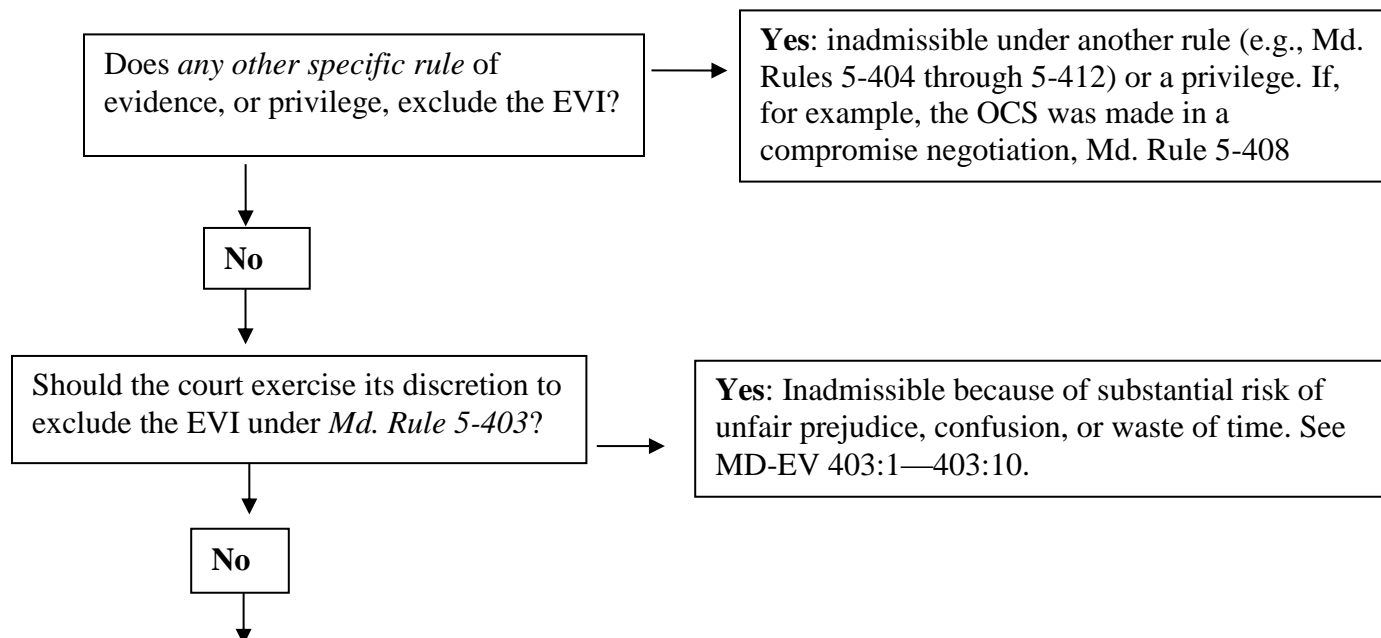 Does any other specific rule of
evidence, or privilege, exclude the EVI?
Yes: inadmissible under another rule (e.g., Md.
Rules 5-404 through 5-412) or a privilege. If,
for example, the OCS was made in a
compromise negotiation, Md. Rule 5-408
No
Should the court exercise its discretion to
exclude the EVI under Md. Rule 5-403?
Yes: Inadmissible because of substantial risk of
unfair prejudice, confusion, or waste of time. See
MD-EV 403:1—403:10.
No